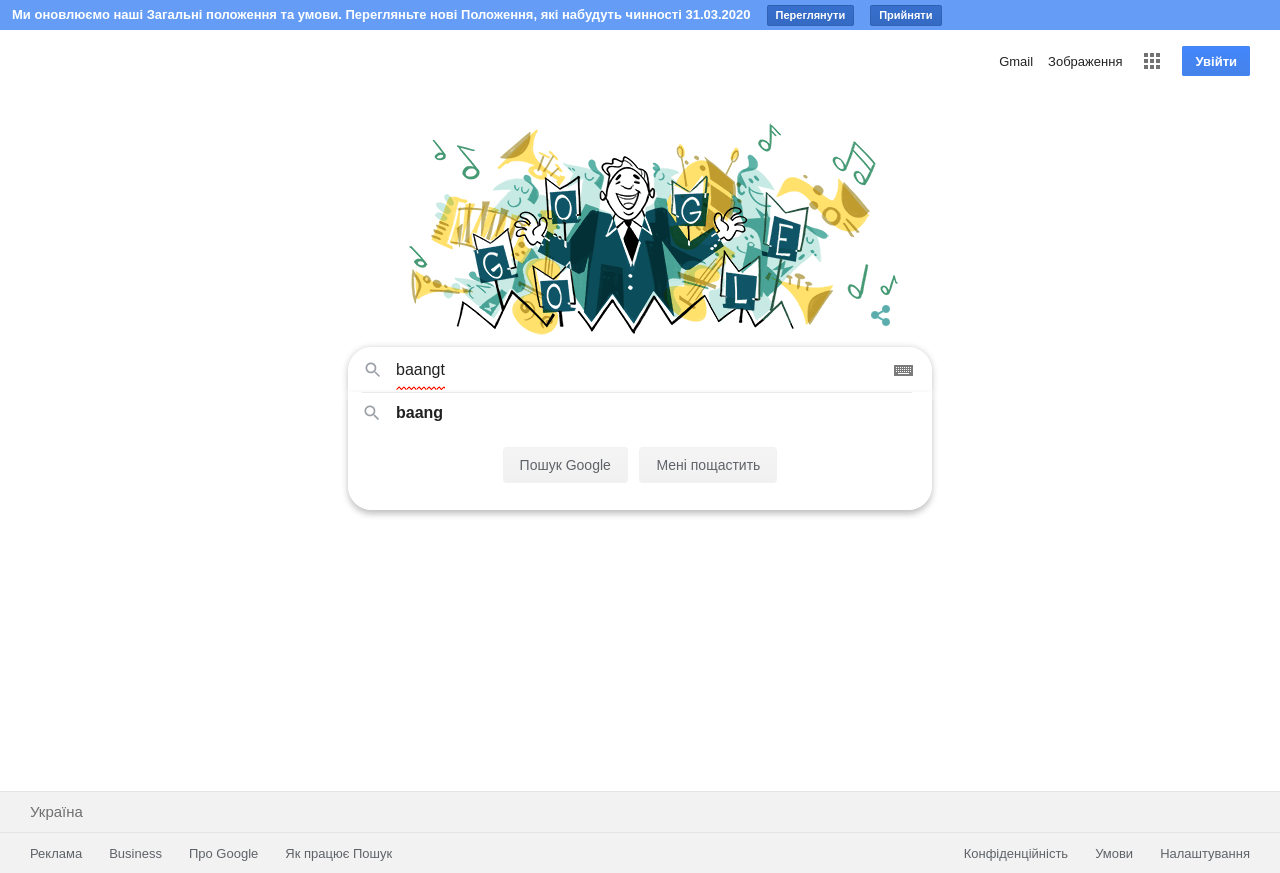 Ми оновлюємо наші Загальні положення та умови. Перегляньте нові Положення, які набудуть чинності 31.03.2020 Переглянути Прийняти
Gmail Зображення Увійти
G O O G L E
baangt
baang
Пошук Google Мені пощастить
Україна
Реклама Business Про Google Як працює Пошук Конфіденційність Умови Налаштування